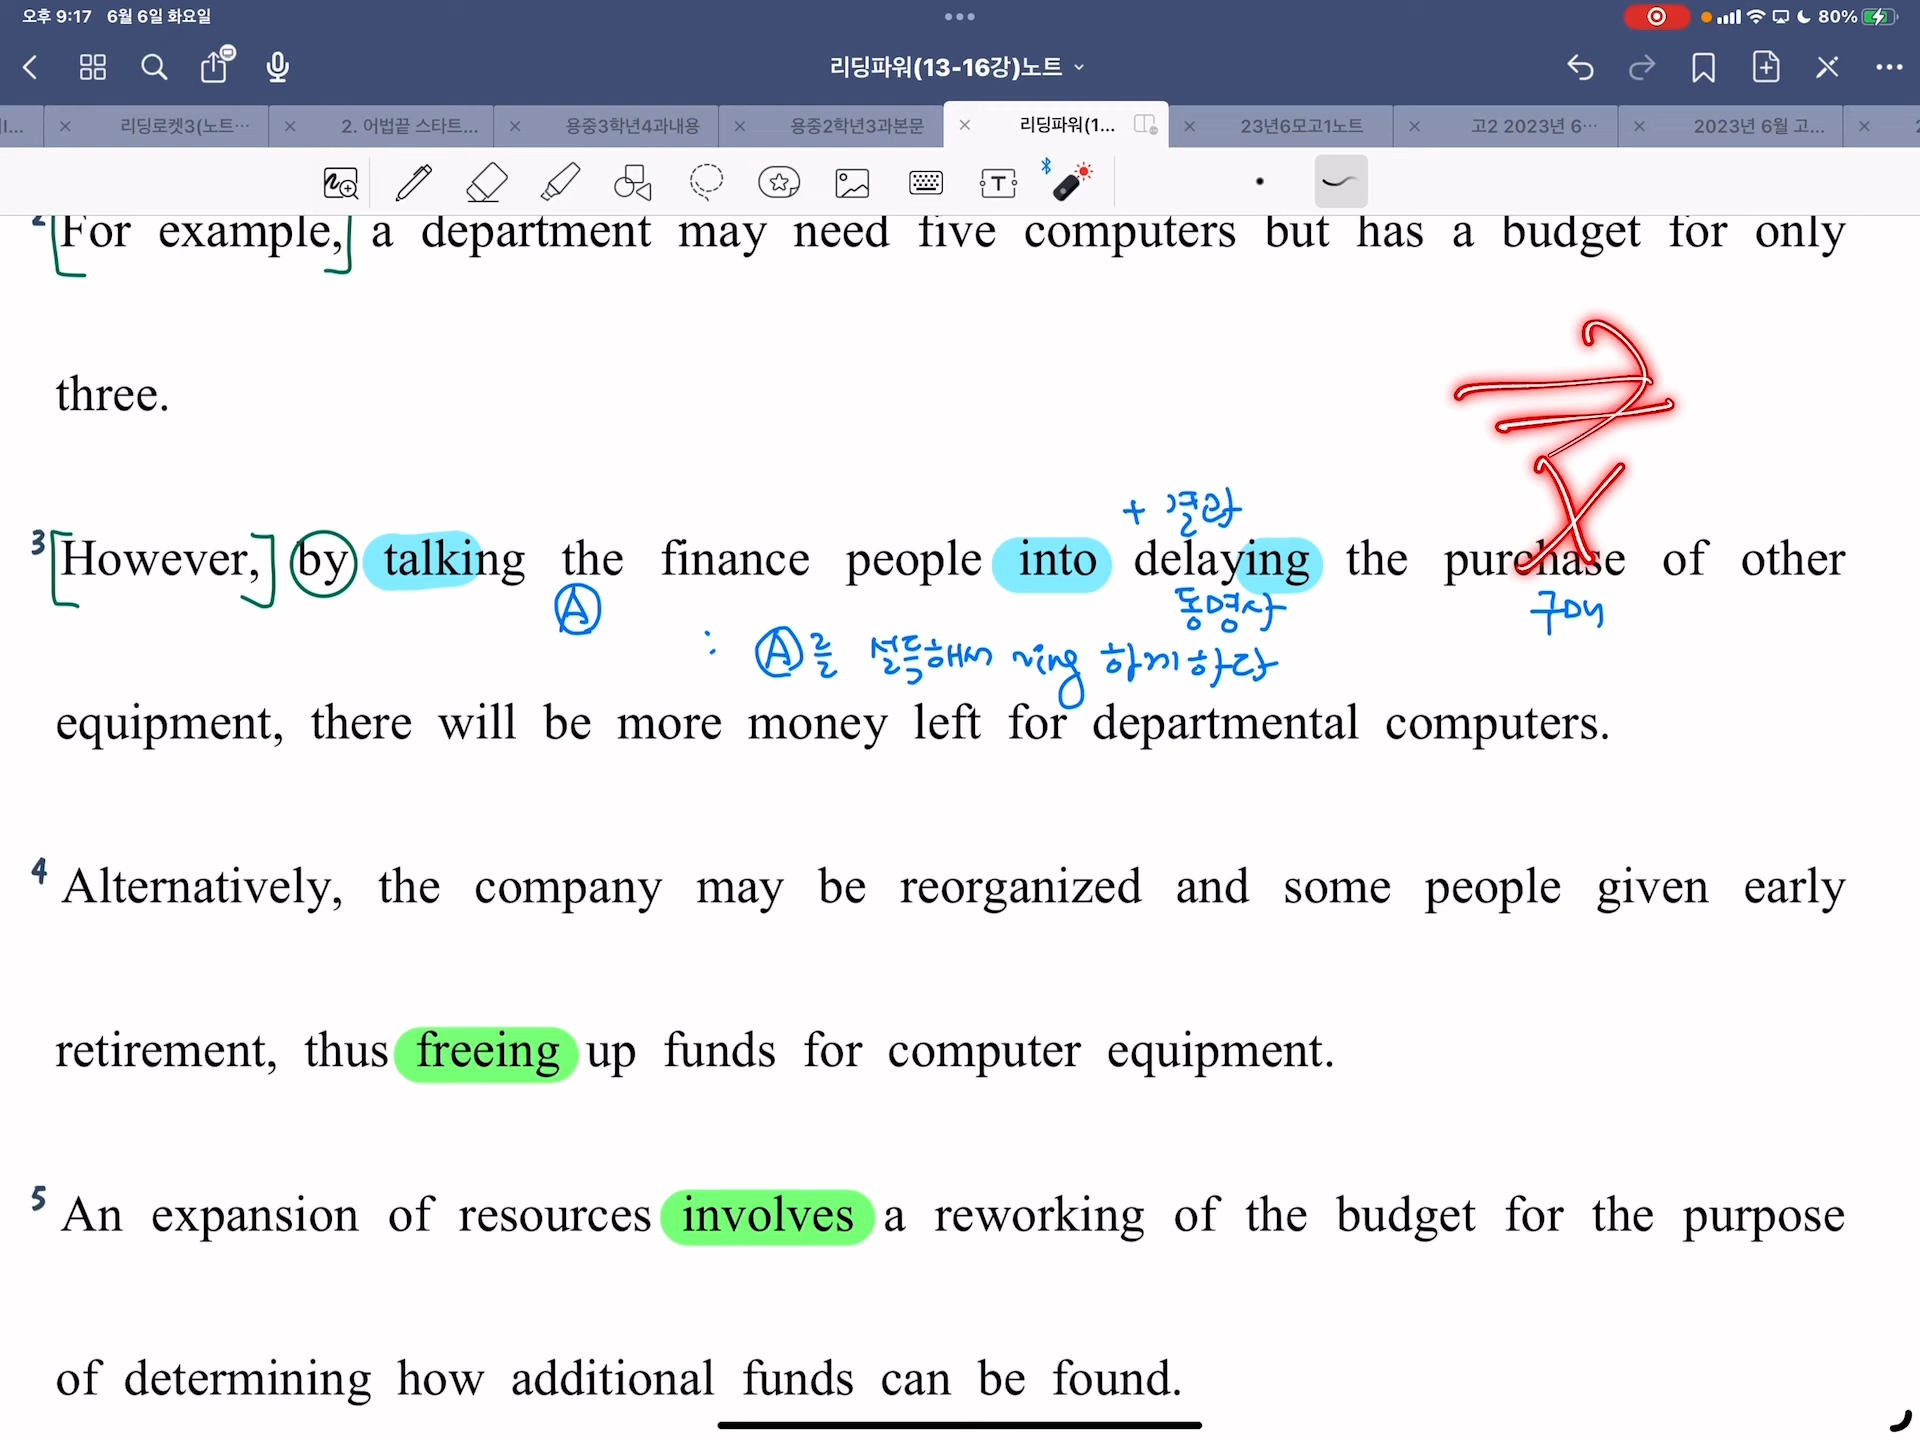 오후 9:17 6월 6일 화요일
80%
리딩파워(13-16강)노트
리딩로켓3(노트…
2. 어법끝 스타트...
용중3학년4과내용
용중2학년3과본문
리딩파워(1...
23년6모고1노트
고2 2023년 6…
2023년 6월 고...
2 [For example,] a department may need five computers but has a budget for only
three.
+ 결과
3 [However,] by talking the finance people into delaying the purchase of other
Ⓐ 동명사 구매
: Ⓐ를 설득해서 ving 하게하다
equipment, there will be more money left for departmental computers.
4 Alternatively, the company may be reorganized and some people given early
retirement, thus freeing up funds for computer equipment.
5 An expansion of resources involves a reworking of the budget for the purpose
of determining how additional funds can be found.